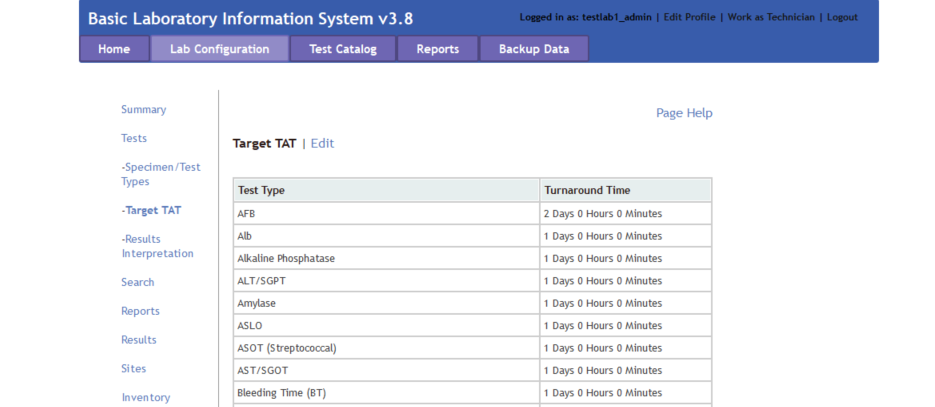 Basic Laboratory Information System v3.8
Logged in as: testlab1_admin | Edit Profile | Work as Technician | Logout
Home Lab Configuration Test Catalog Reports Backup Data
Summary
Tests
-Specimen/Test
Types
-Target TAT
-Results
Interpretation
Search
Reports
Results
Sites
Inventory
Page Help
Target TAT | Edit
Test Type Turnaround Time
AFB 2 Days 0 Hours 0 Minutes
Alb 1 Days 0 Hours 0 Minutes
Alkaline Phosphatase 1 Days 0 Hours 0 Minutes
ALT/SGPT 1 Days 0 Hours 0 Minutes
Amylase 1 Days 0 Hours 0 Minutes
ASLO 1 Days 0 Hours 0 Minutes
ASOT (Streptococcal) 1 Days 0 Hours 0 Minutes
AST/SGOT 1 Days 0 Hours 0 Minutes
Bleeding Time (BT) 1 Days 0 Hours 0 Minutes